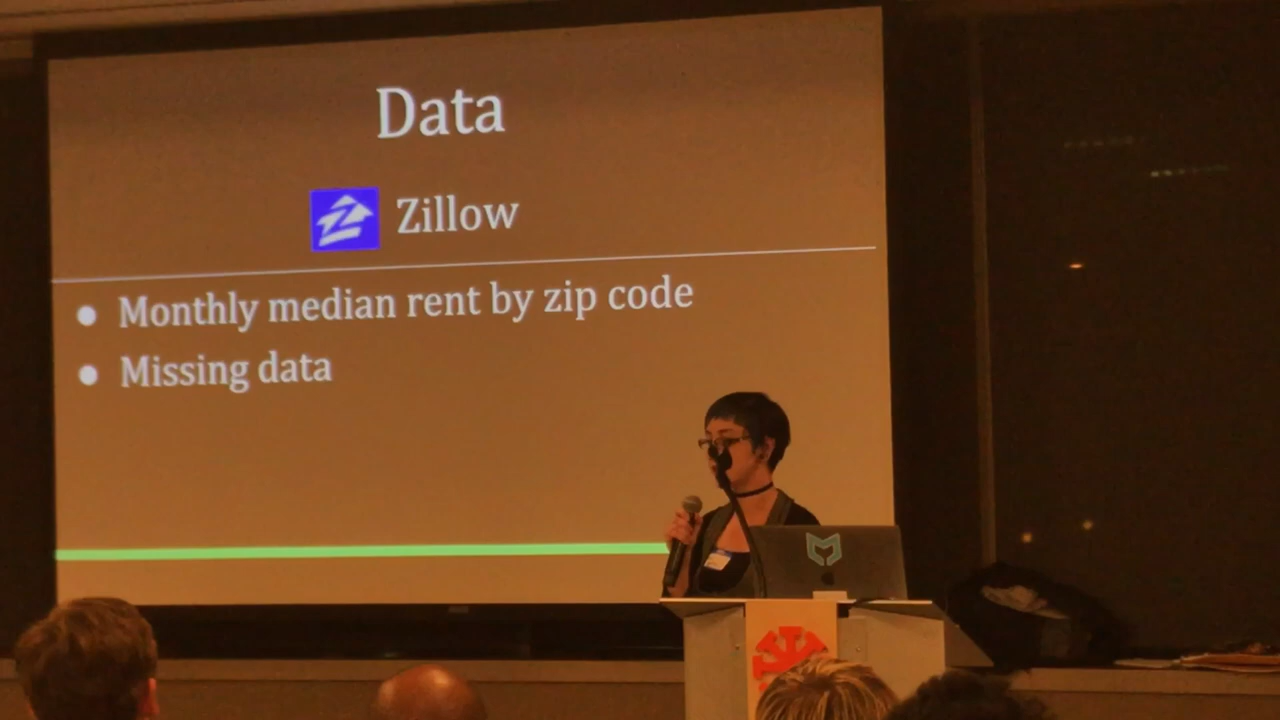 Data
Zillow
● Monthly median rent by zip code
● Missing data